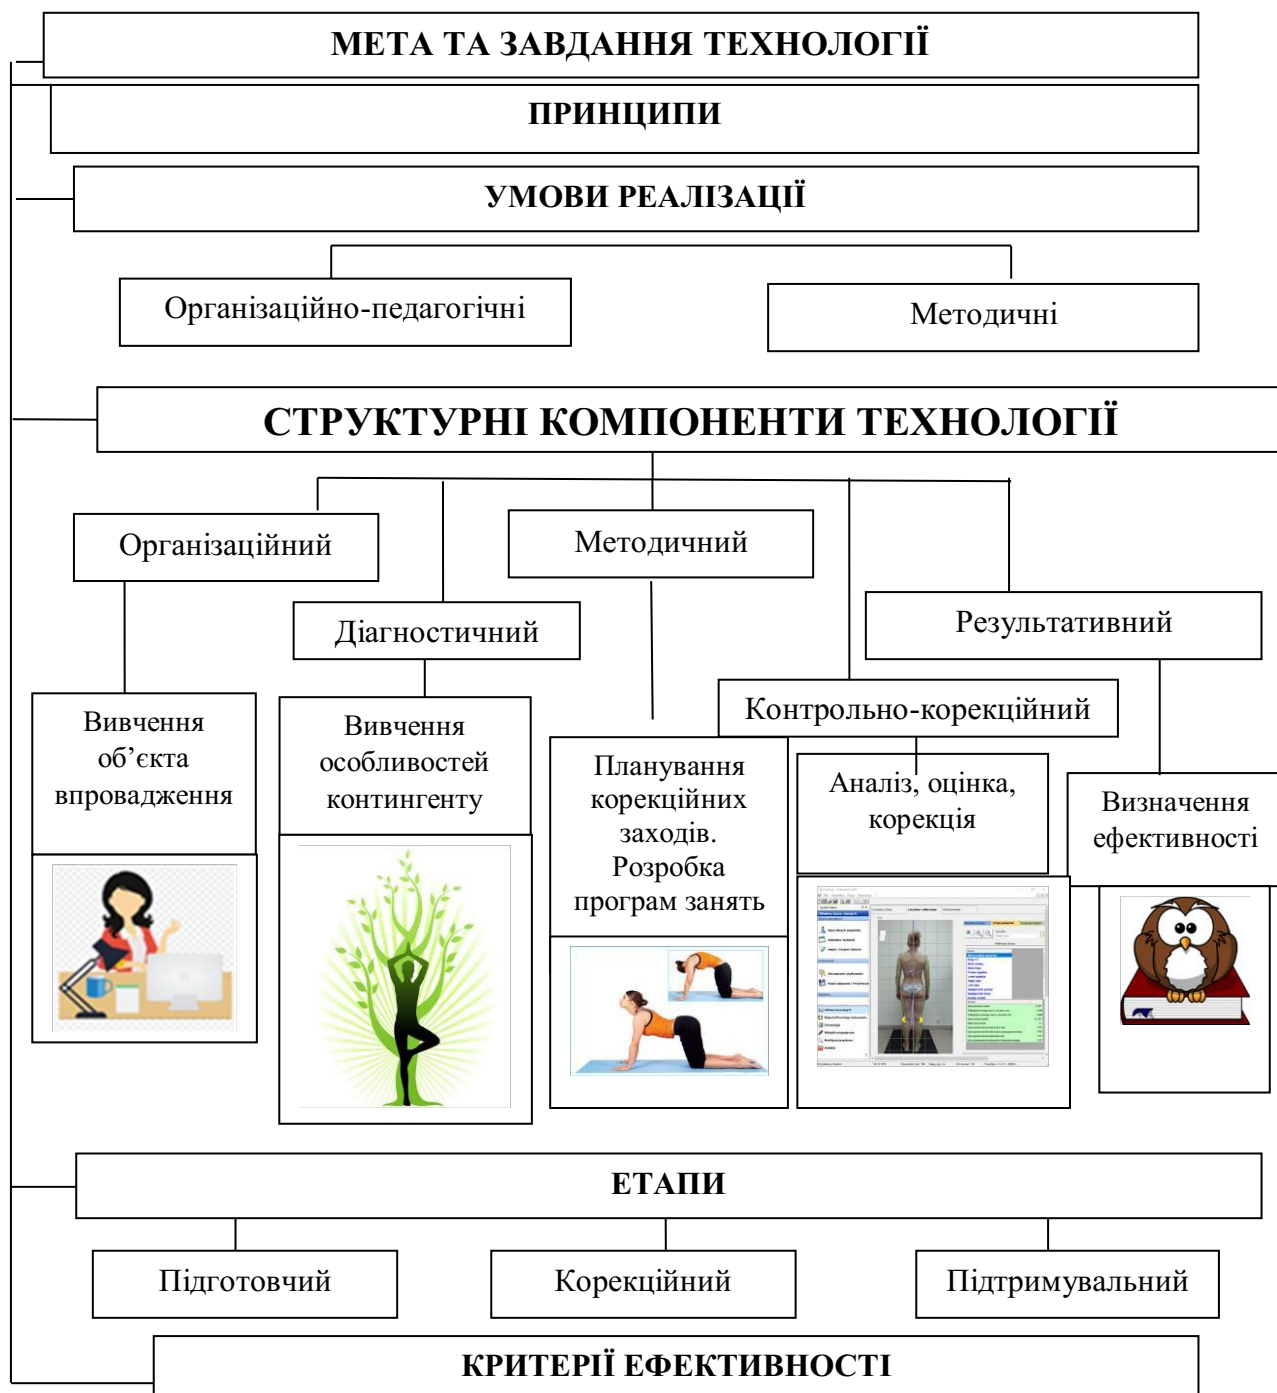 МЕТА ТА ЗАВДАННЯ ТЕХНОЛОГІЇ
ПРИНЦИПИ
УМОВИ РЕАЛІЗАЦІЇ
Організаційно-педагогічні
Методичні
СТРУКТУРНІ КОМПОНЕНТИ ТЕХНОЛОГІЇ
Організаційний
Методичний
Діагностичний
Результативний
Контрольно-корекційний
Вивчення
об’єкта
впровадження
Вивчення
особливостей
контингенту
Планування
корекційних
заходів.
Розробка
програм занять
Аналіз, оцінка,
корекція
Визначення
ефективності
ЕТАПИ
Підготовчий
Корекційний
Підтримувальний
КРИТЕРІЇ ЕФЕКТИВНОСТІ